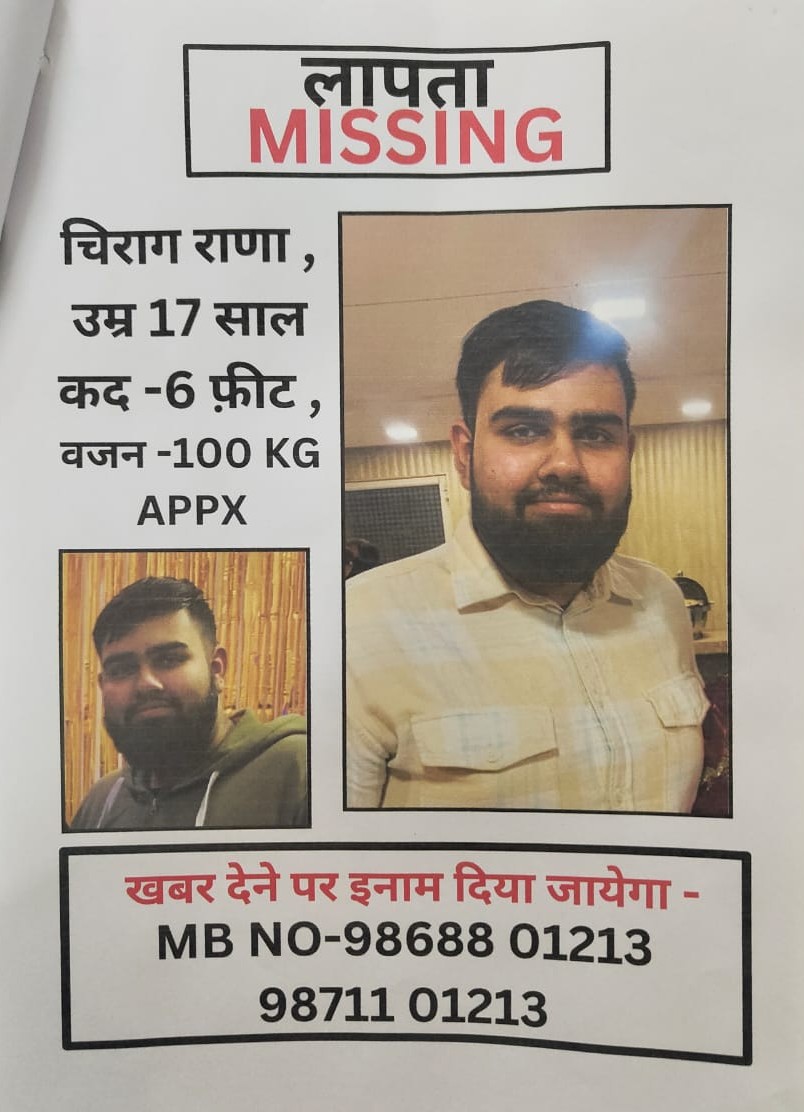 लापता
MISSING
चिराग राणा ,
उम्र 17 साल
कद -6 फ़ीट ,
वजन -100 KG
APPX
खबर देने पर इनाम दिया जायेगा -
MB NO-98688 01213
98711 01213